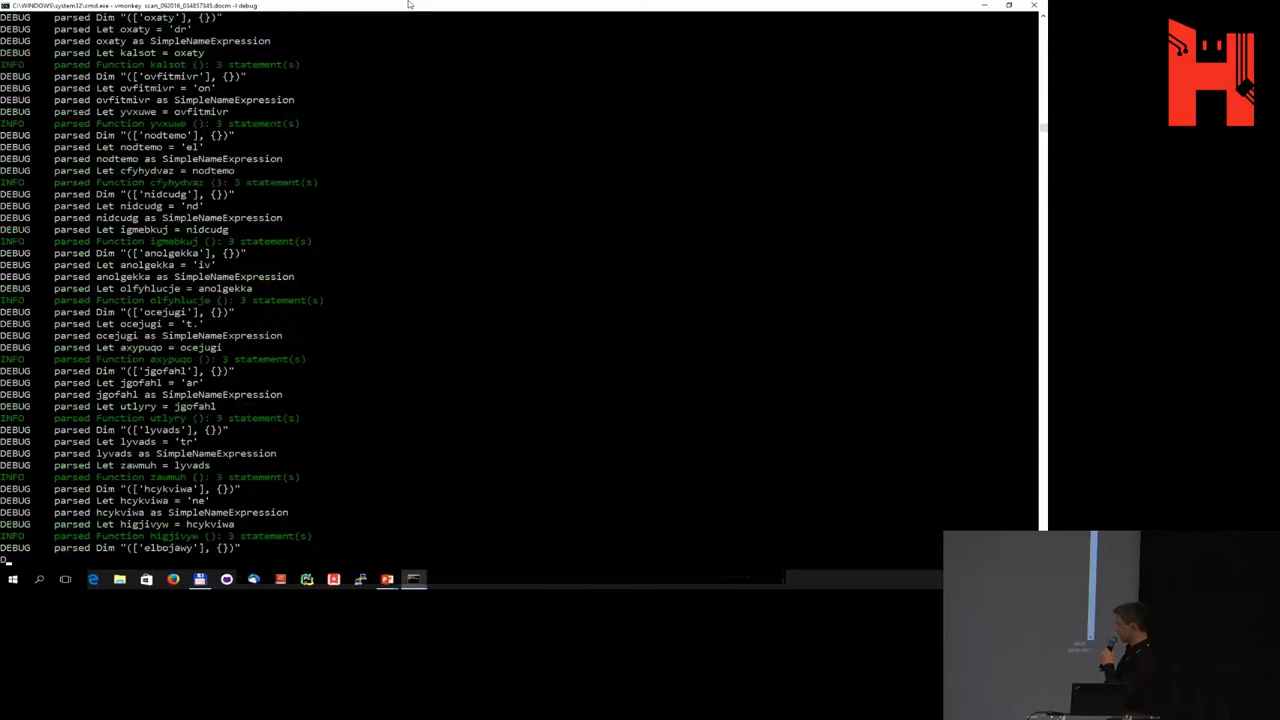 C:\WINDOWS\system32\cmd.exe - vmonkey scan_092016_034857345.docm -l debug
DEBUG parsed Dim "(['oxaty'], {})"
DEBUG parsed Let oxaty = 'dr'
DEBUG parsed oxaty as SimpleNameExpression
DEBUG parsed Let kalsot = oxaty
INFO parsed Function kalsot (): 3 statement(s)
DEBUG parsed Dim "(['ovfitmivr'], {})"
DEBUG parsed Let ovfitmivr = 'on'
DEBUG parsed ovfitmivr as SimpleNameExpression
DEBUG parsed Let yvxuwe = ovfitmivr
INFO parsed Function yvxuwe (): 3 statement(s)
DEBUG parsed Dim "(['nodtemo'], {})"
DEBUG parsed Let nodtemo = 'el'
DEBUG parsed nodtemo as SimpleNameExpression
DEBUG parsed Let cfyhydvaz = nodtemo
INFO parsed Function cfyhydvaz (): 3 statement(s)
DEBUG parsed Dim "(['nidcudg'], {})"
DEBUG parsed Let nidcudg = 'nd'
DEBUG parsed nidcudg as SimpleNameExpression
DEBUG parsed Let igmebkuj = nidcudg
INFO parsed Function igmebkuj (): 3 statement(s)
DEBUG parsed Dim "(['anolgekka'], {})"
DEBUG parsed Let anolgekka = 'iv'
DEBUG parsed anolgekka as SimpleNameExpression
DEBUG parsed Let olfyhlucje = anolgekka
INFO parsed Function olfyhlucje (): 3 statement(s)
DEBUG parsed Dim "(['ocejugi'], {})"
DEBUG parsed Let ocejugi = 't.'
DEBUG parsed ocejugi as SimpleNameExpression
DEBUG parsed Let axypuqo = ocejugi
INFO parsed Function axypuqo (): 3 statement(s)
DEBUG parsed Dim "(['jgofahl'], {})"
DEBUG parsed Let jgofahl = 'ar'
DEBUG parsed jgofahl as SimpleNameExpression
DEBUG parsed Let utlyry = jgofahl
INFO parsed Function utlyry (): 3 statement(s)
DEBUG parsed Dim "(['lyvads'], {})"
DEBUG parsed Let lyvads = 'tr'
DEBUG parsed lyvads as SimpleNameExpression
DEBUG parsed Let zawmuh = lyvads
INFO parsed Function zawmuh (): 3 statement(s)
DEBUG parsed Dim "(['hcykviwa'], {})"
DEBUG parsed Let hcykviwa = 'ne'
DEBUG parsed hcykviwa as SimpleNameExpression
DEBUG parsed Let higjivyw = hcykviwa
INFO parsed Function higjivyw (): 3 statement(s)
DEBUG parsed Dim "(['elbojawy'], {})"
D_